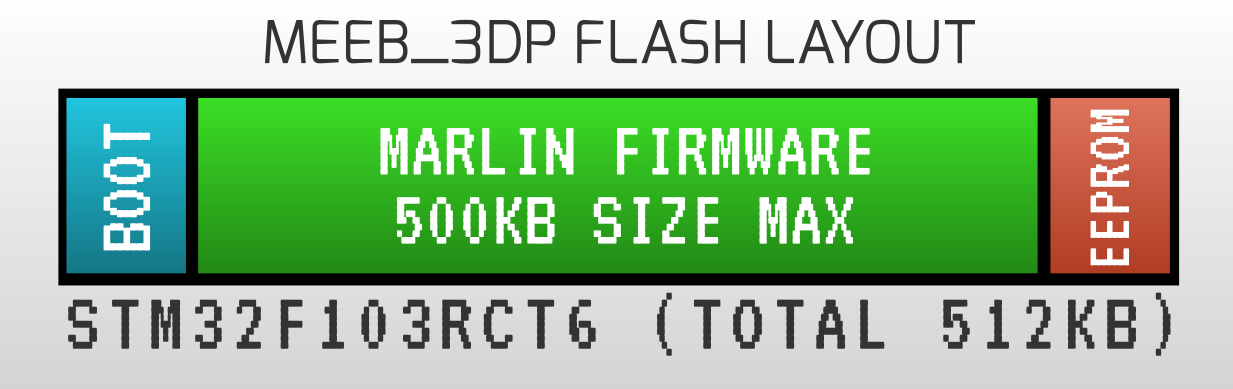 MEEB_3DP FLASH LAYOUT
BOOT
MARLIN FIRMWARE
500KB SIZE MAX
EEPROM
STM32F103RCT6 (TOTAL 512KB)